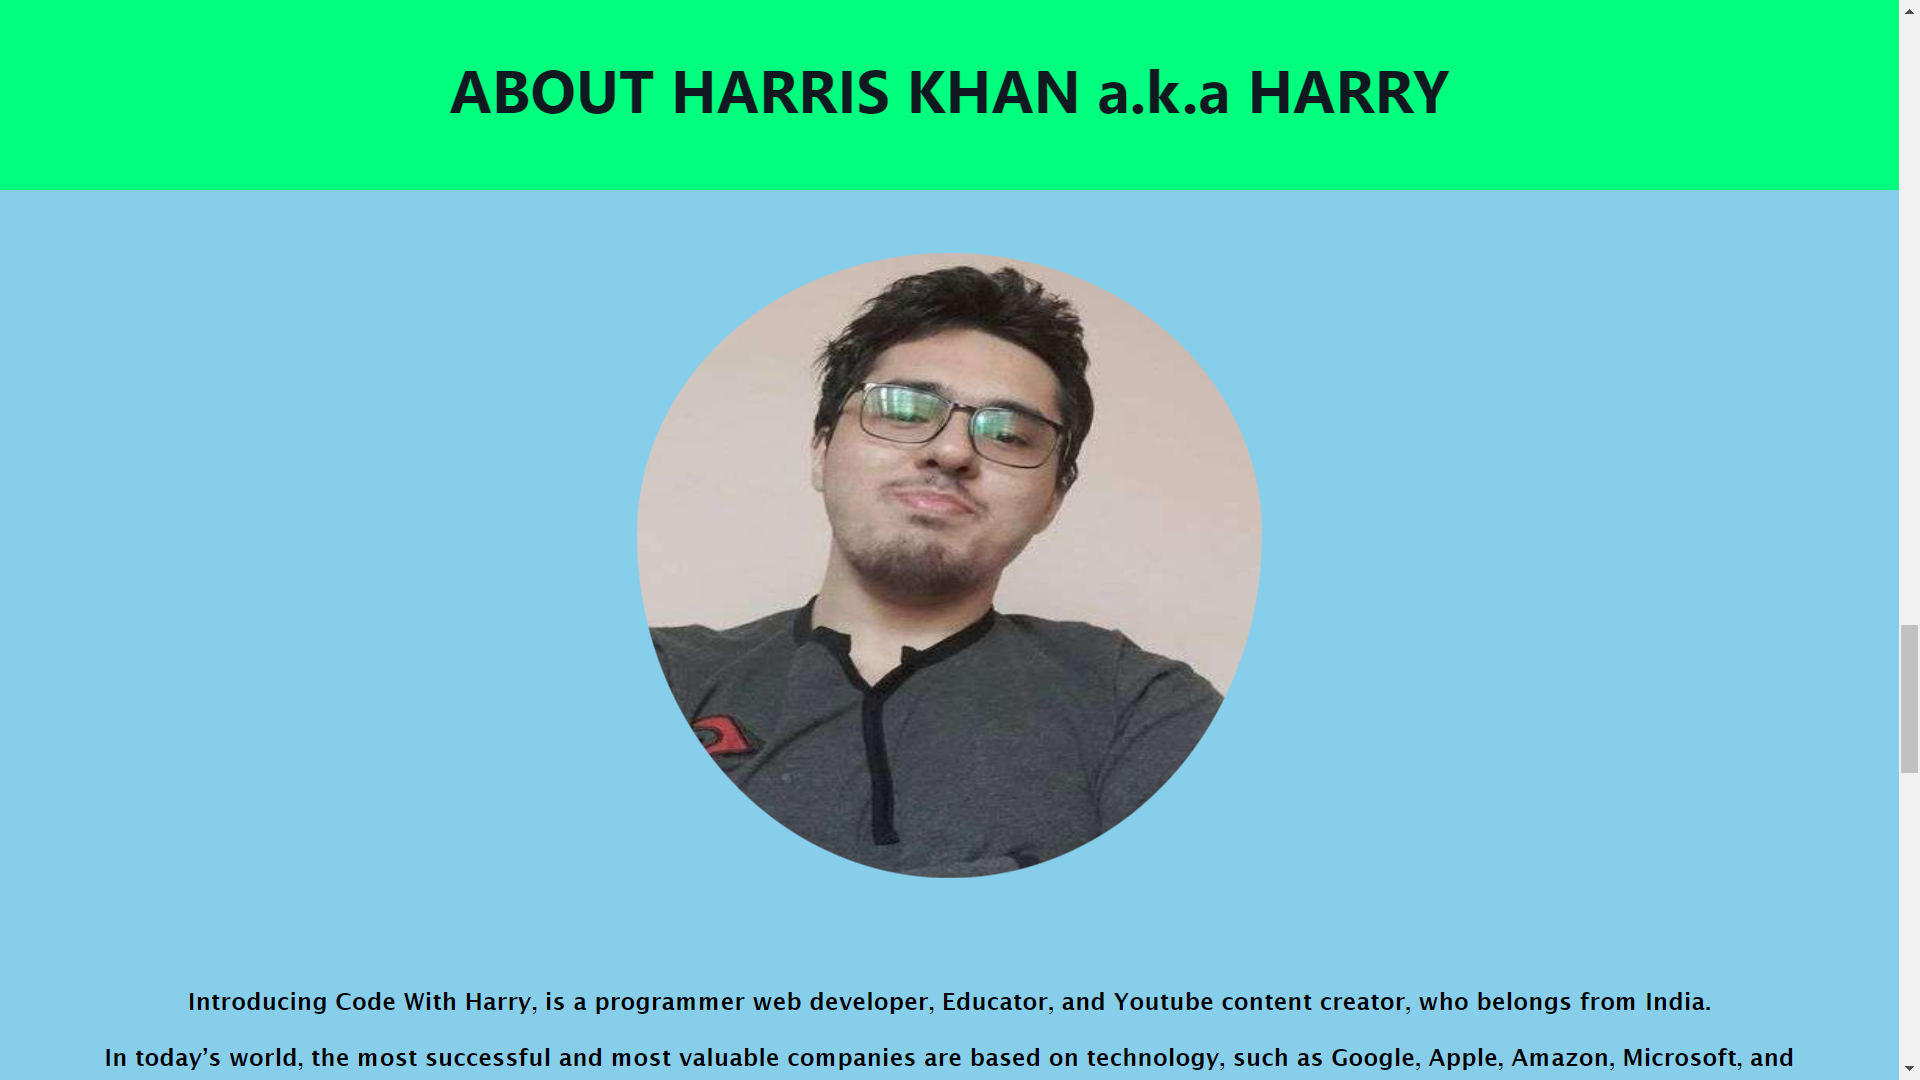 ABOUT HARRIS KHAN a.k.a HARRY
Introducing Code With Harry, is a programmer web developer, Educator, and Youtube content creator, who belongs from India.
In today’s world, the most successful and most valuable companies are based on technology, such as Google, Apple, Amazon, Microsoft, and